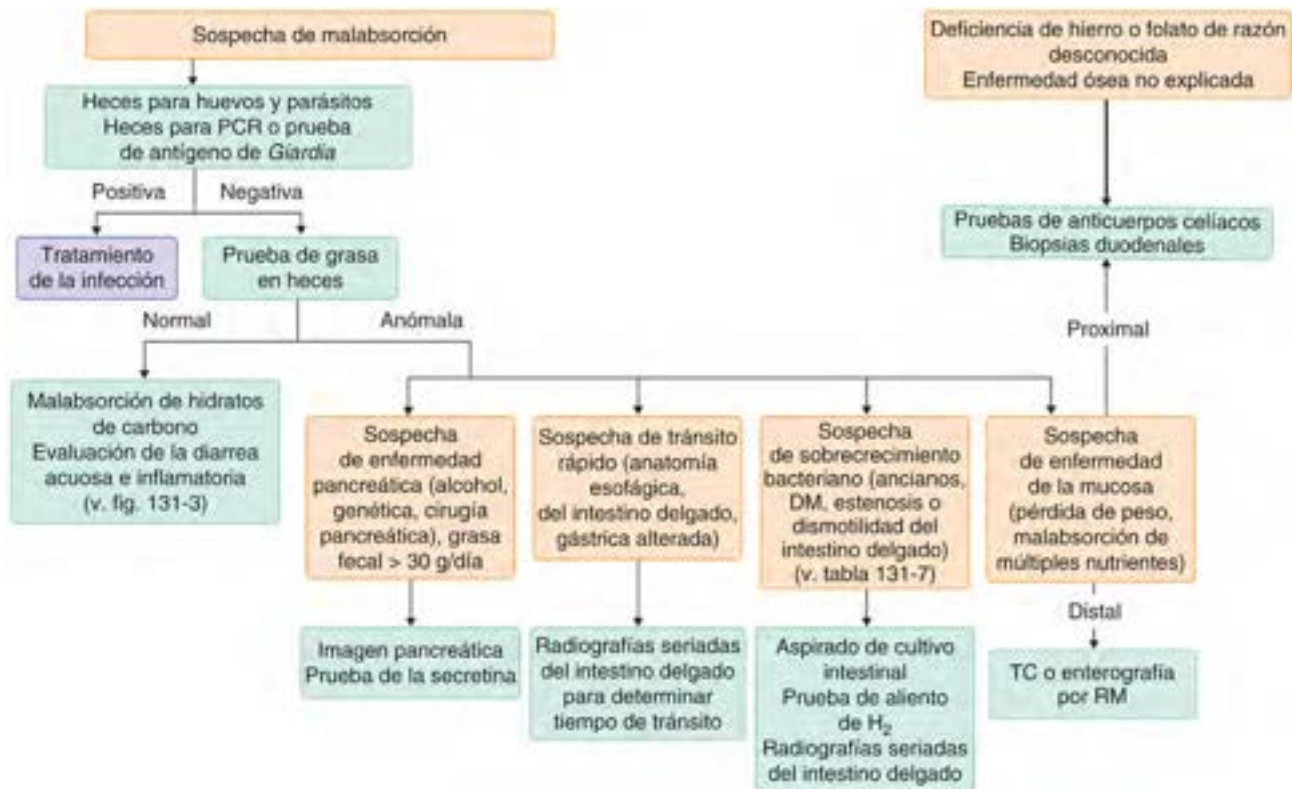 Sospecha de malabsorción
Deficiencia de hierro o folato de razón
desconocida
Enfermedad ósea no explicada
Heces para huevos y parásitos
Heces para PCR o prueba
de antígeno de Giardia
Positiva
Negativa
Tratamiento
de la infección
Prueba de grasa
en heces
Pruebas de anticuerpos celíacos
Biopsias duodenales
Normal
Anómala
Proximal
Malabsorción de hidratos
de carbono
Evaluación de la diarrea
acuosa e inflamatoria
(v. fig. 131-3)
Sospecha
de enfermedad
pancreática (alcohol,
genética, cirugía
pancreática), grasa
fecal > 30 g/día
Sospecha de tránsito
rápido (anatomía
esofágica,
del intestino delgado,
gástrica alterada)
Sospecha
de sobrecrecimiento
bacteriano (ancianos,
DM, estenosis o
dismotilidad del
intestino delgado)
(v. tabla 131-7)
Sospecha
de enfermedad
de la mucosa
(pérdida de peso,
malabsorción de
múltiples nutrientes)
Distal
Imagen pancreática
Prueba de la secretina
Radiografías seriadas
del intestino delgado
para determinar
tiempo de tránsito
Aspirado de cultivo
intestinal
Prueba de aliento
de H₂
Radiografías seriadas
del intestino delgado
TC o enterografía
por RM